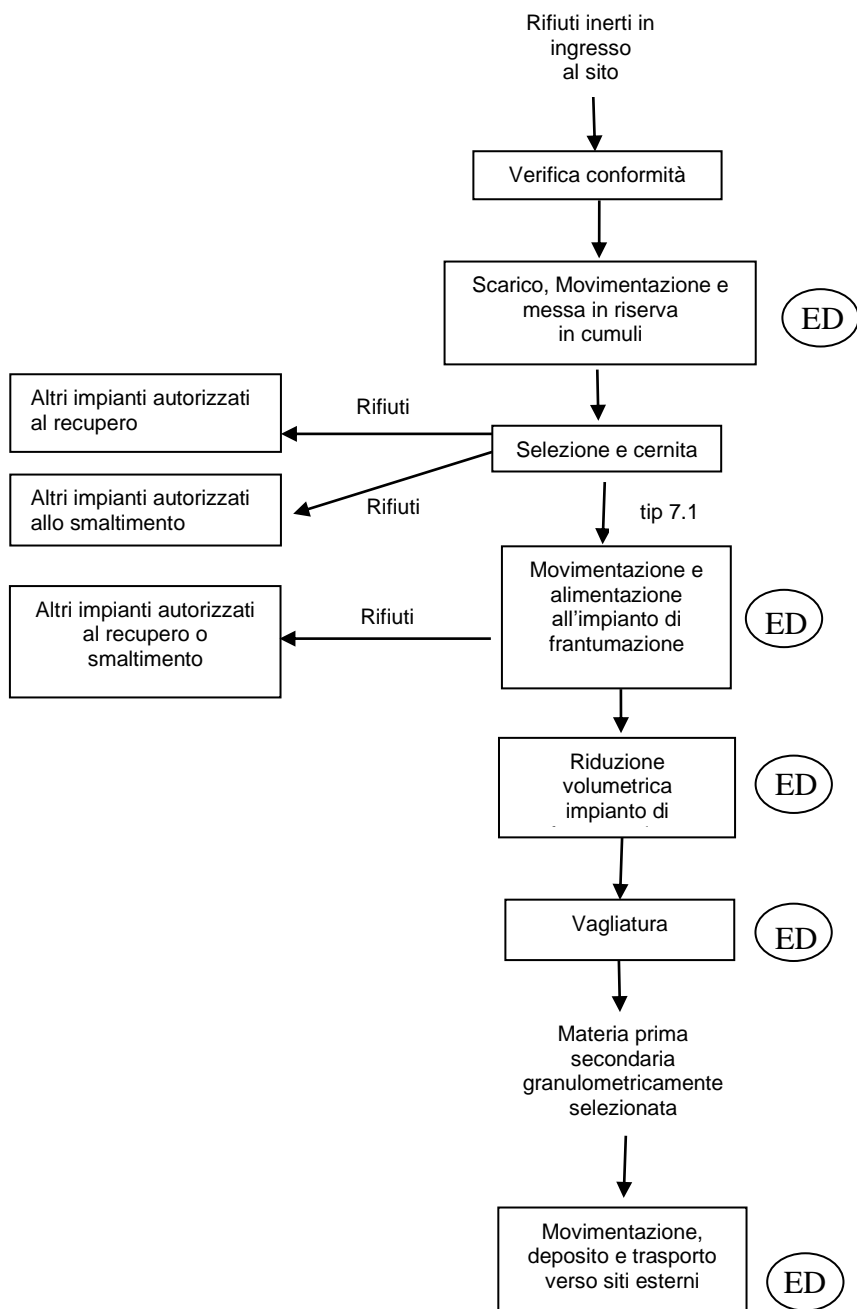 Rifiuti inerti in
ingresso
al sito
Verifica conformità
Scarico, Movimentazione e
messa in riserva
in cumuli
ED
Altri impianti autorizzati
al recupero
Rifiuti
Selezione e cernita
Altri impianti autorizzati
allo smaltimento
Rifiuti
tip 7.1
Movimentazione e
alimentazione
all’impianto di
frantumazione
ED
Altri impianti autorizzati
al recupero o
smaltimento
Rifiuti
Riduzione
volumetrica
impianto di
ED
Vagliatura
ED
Materia prima
secondaria
granulometricamente
selezionata
Movimentazione,
deposito e trasporto
verso siti esterni
ED